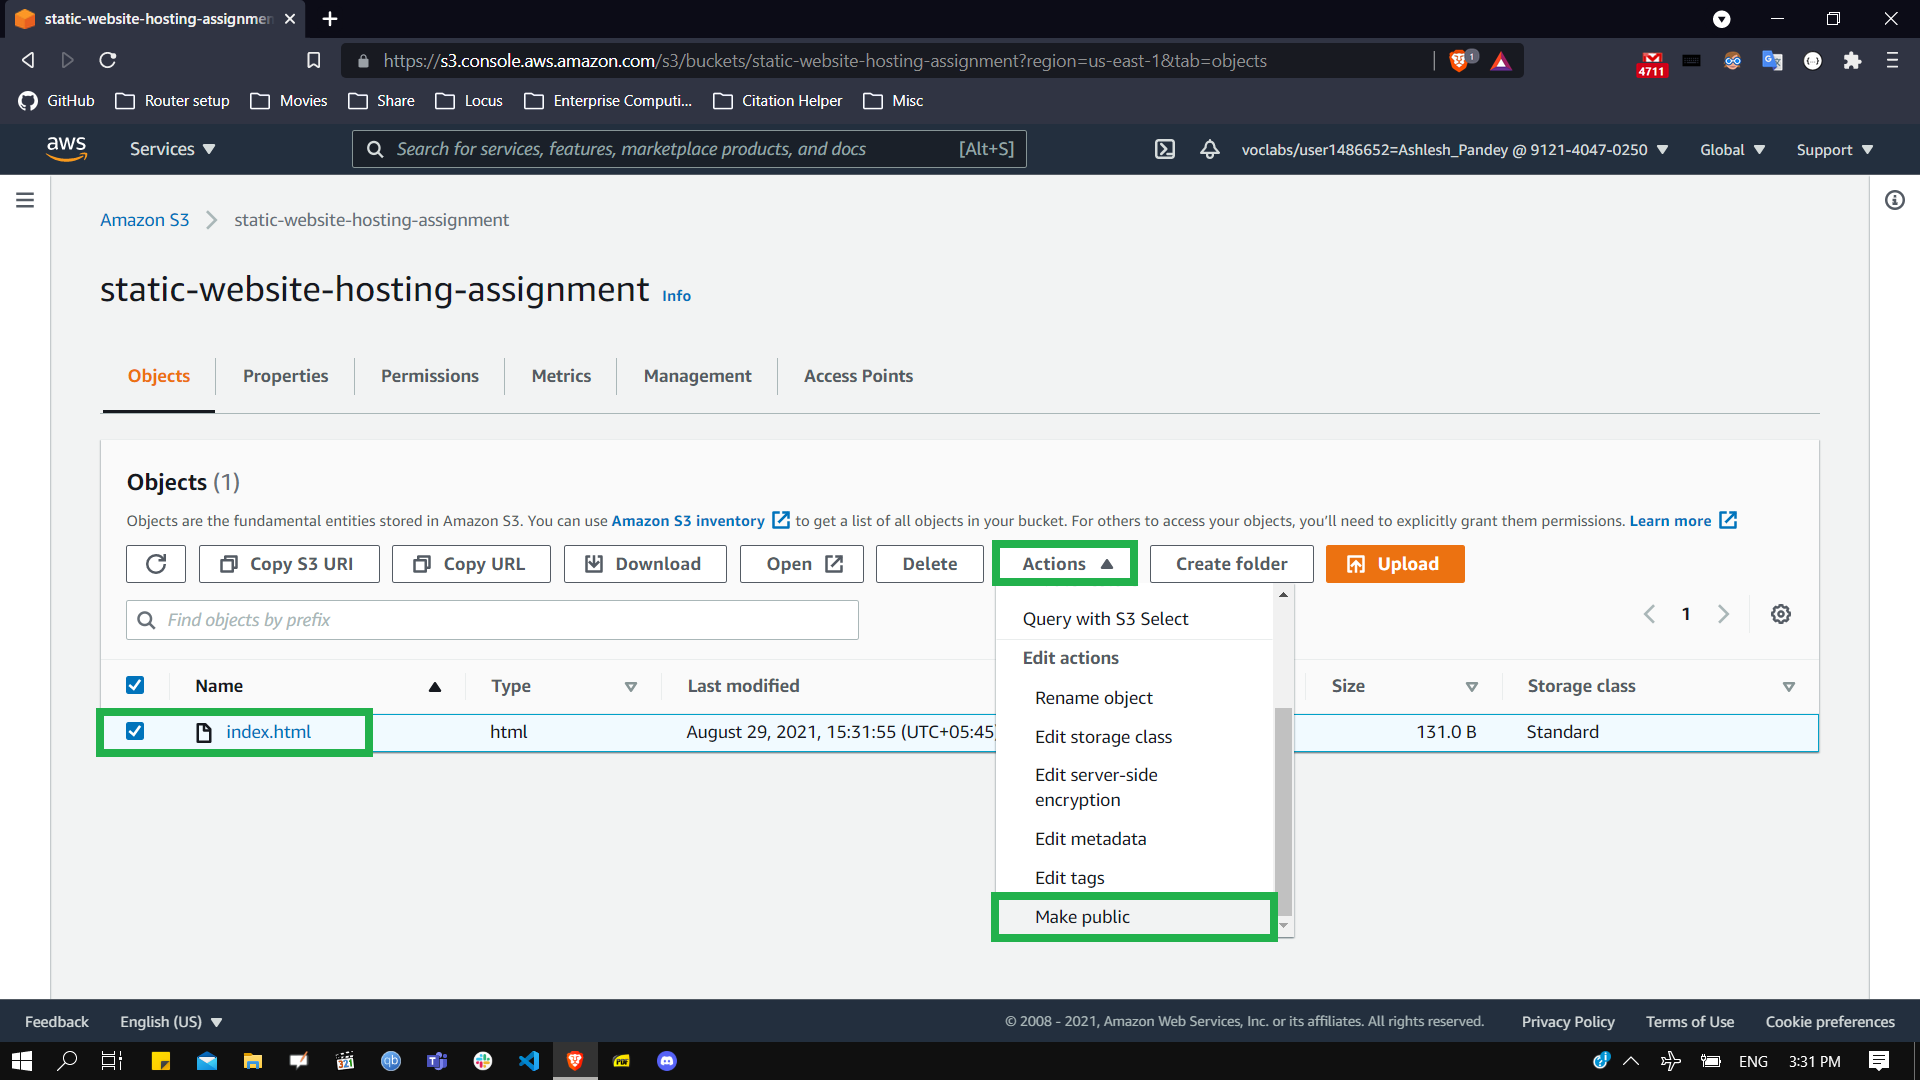 static-website-hosting-assignmen
https://s3.console.aws.amazon.com/s3/buckets/static-website-hosting-assignment?region=us-east-1&tab=objects
1
4711
GitHub Router setup Movies Share Locus Enterprise Computi... Citation Helper Misc
aws Services Search for services, features, marketplace products, and docs [Alt+S] voclabs/user1486652=Ashlesh_Pandey @ 9121-4047-0250 Global Support
Amazon S3 static-website-hosting-assignment
static-website-hosting-assignment Info
Objects Properties Permissions Metrics Management Access Points
Objects (1)
Objects are the fundamental entities stored in Amazon S3. You can use Amazon S3 inventory to get a list of all objects in your bucket. For others to access your objects, you'll need to explicitly grant them permissions. Learn more
Copy S3 URI Copy URL Download Open Delete Actions Create folder Upload
Find objects by prefix
1
Query with S3 Select
Edit actions
Rename object
Edit storage class
Edit server-side
encryption
Edit metadata
Edit tags
Make public
Name Type Last modified Size Storage class
index.html html August 29, 2021, 15:31:55 (UTC+05:45) 131.0 B Standard
Feedback English (US) © 2008 - 2021, Amazon Web Services, Inc. or its affiliates. All rights reserved. Privacy Policy Terms of Use Cookie preferences
321
qb
PDF
ENG 3:31 PM